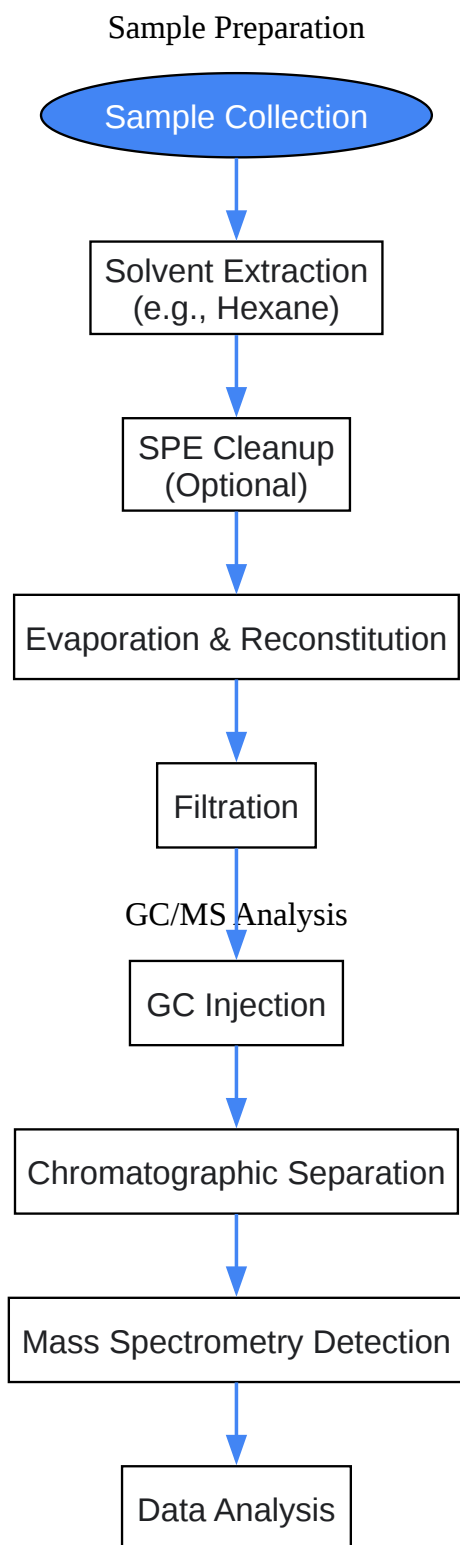 Sample Preparation
Sample Collection
Solvent Extraction
(e.g., Hexane)
SPE Cleanup
(Optional)
Evaporation & Reconstitution
Filtration
GC/MS Analysis
GC Injection
Chromatographic Separation
Mass Spectrometry Detection
Data Analysis